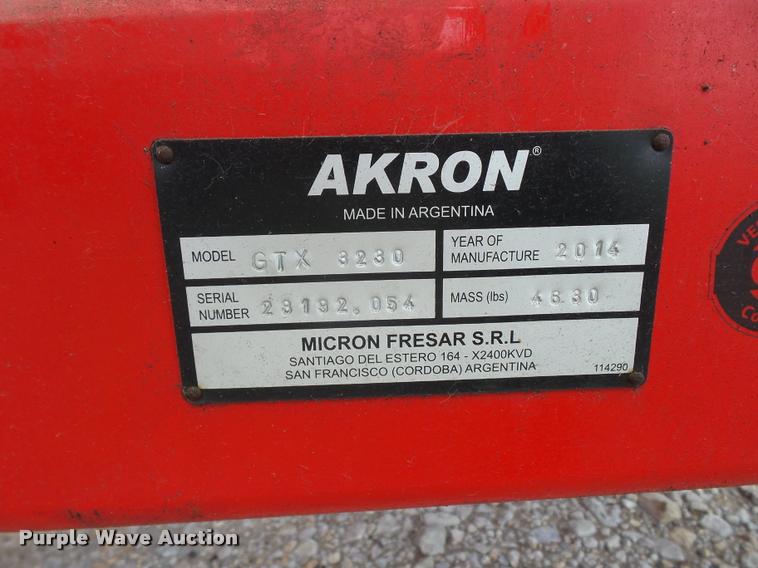 AKRON®
MADE IN ARGENTINA
MODEL GTX 3230
YEAR OF MANUFACTURE 2014
SERIAL NUMBER 29192.054
MASS (lbs) 4630
MICRON FRESAR S.R.L
SANTIAGO DEL ESTERO 164 - X2400KVD
SAN FRANCISCO (CORDOBA) ARGENTINA
114290
Purple Wave Auction